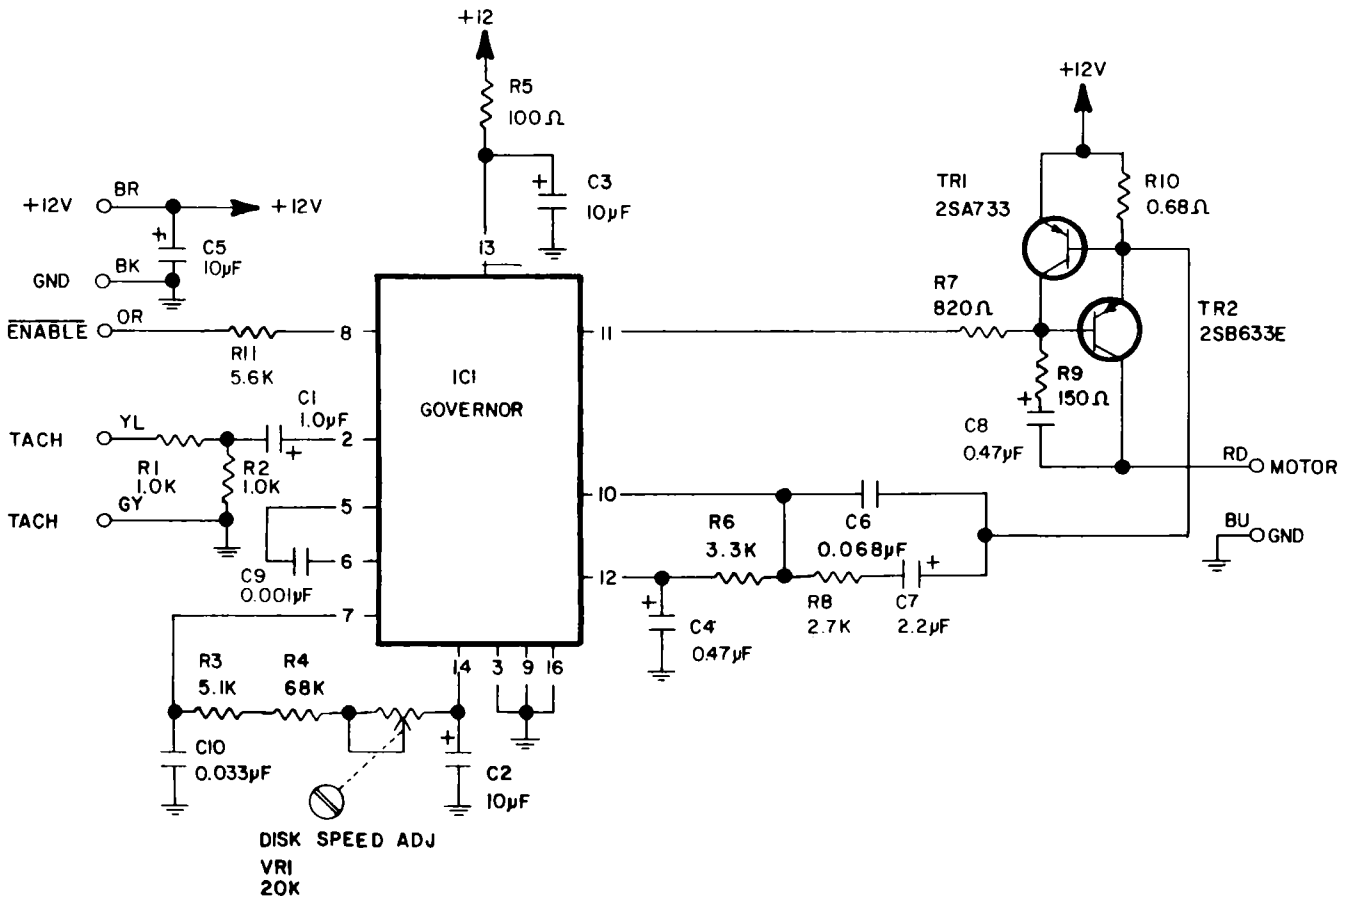 +12
R5
100Ω
+12V
+12V
BR
+12V
C5
10µF
GND
BK
C3
10µF
13
TR1
2SA733
R10
0.68Ω
ENABLE
OR
R11
5.6K
8
11
R7
820Ω
TR2
2SB633E
IC1
GOVERNOR
C1
1.0µF
R9
150Ω
C8
0.47µF
TACH
YL
2
R1
1.0K
R2
1.0K
RD
MOTOR
TACH
GY
5
10
C6
0.068µF
R6
3.3K
BU
GND
C9
0.001µF
6
12
R8
2.7K
C7
2.2µF
C4
0.47µF
7
14
3
9
16
R3
5.1K
R4
68K
C10
0.033µF
C2
10µF
DISK SPEED ADJ
VR1
20K